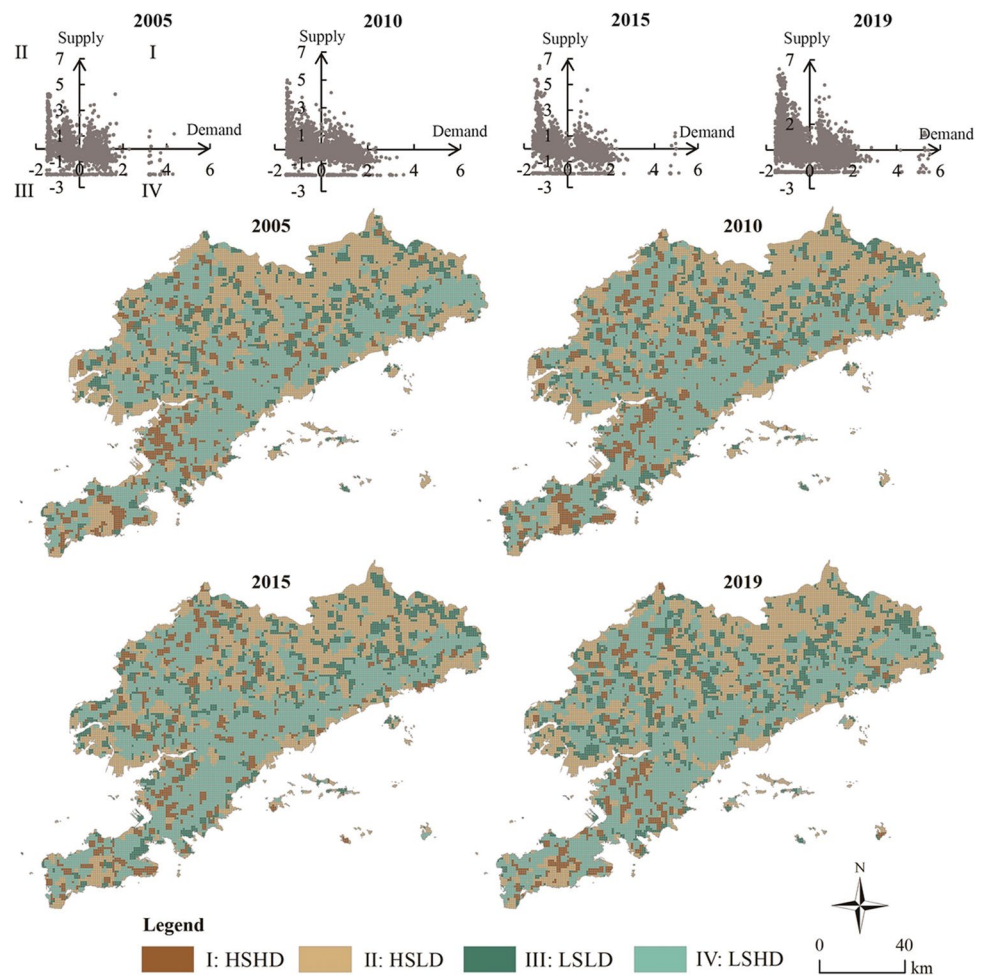 2005 2010 2015 2019
II Supply I Supply Supply Supply
7 7 7 7
5 5 5
3 3 3
1 1 1 2
Demand Demand Demand Demand
-2 -1 0 2 4 6 -2 -1 0 2 4 6 -2 -1 0 2 4 6 -2 0 2 4 6
III -3 IV -3 -3 -3
2005 2010
2015 2019
N
Legend
I: HSHD II: HSLD III: LSLD IV: LSHD
0 40
km